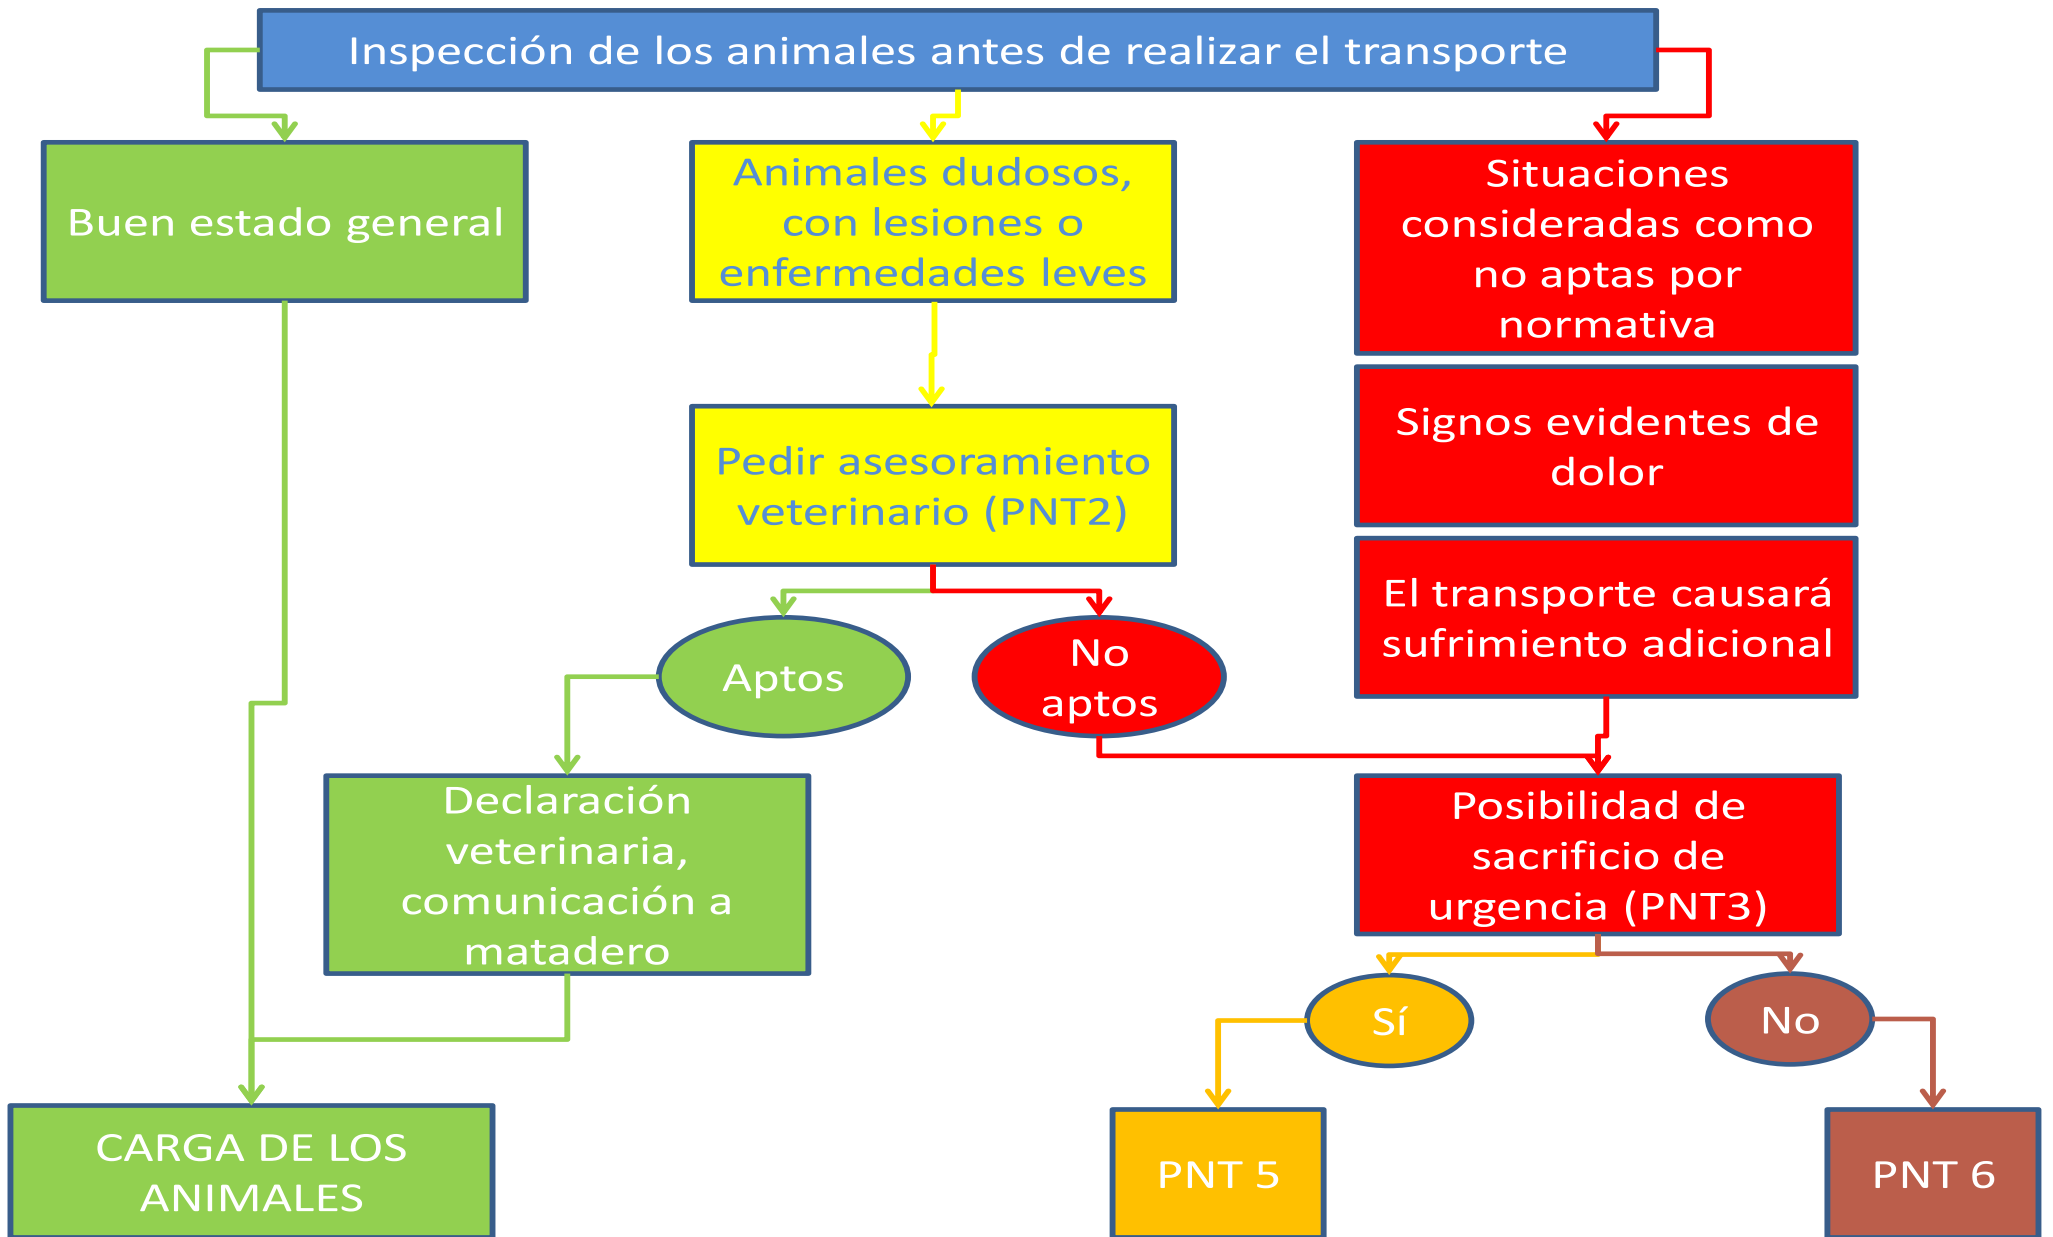 Inspección de los animales antes de realizar el transporte
Buen estado general
Animales dudosos,
con lesiones o
enfermedades leves
Situaciones
consideradas como
no aptas por
normativa
Signos evidentes de
dolor
Pedir asesoramiento
veterinario (PNT2)
El transporte causará
sufrimiento adicional
Aptos
No
aptos
Declaración
veterinaria,
comunicación a
matadero
Posibilidad de
sacrificio de
urgencia (PNT3)
Sí
No
CARGA DE LOS
ANIMALES
PNT 5
PNT 6